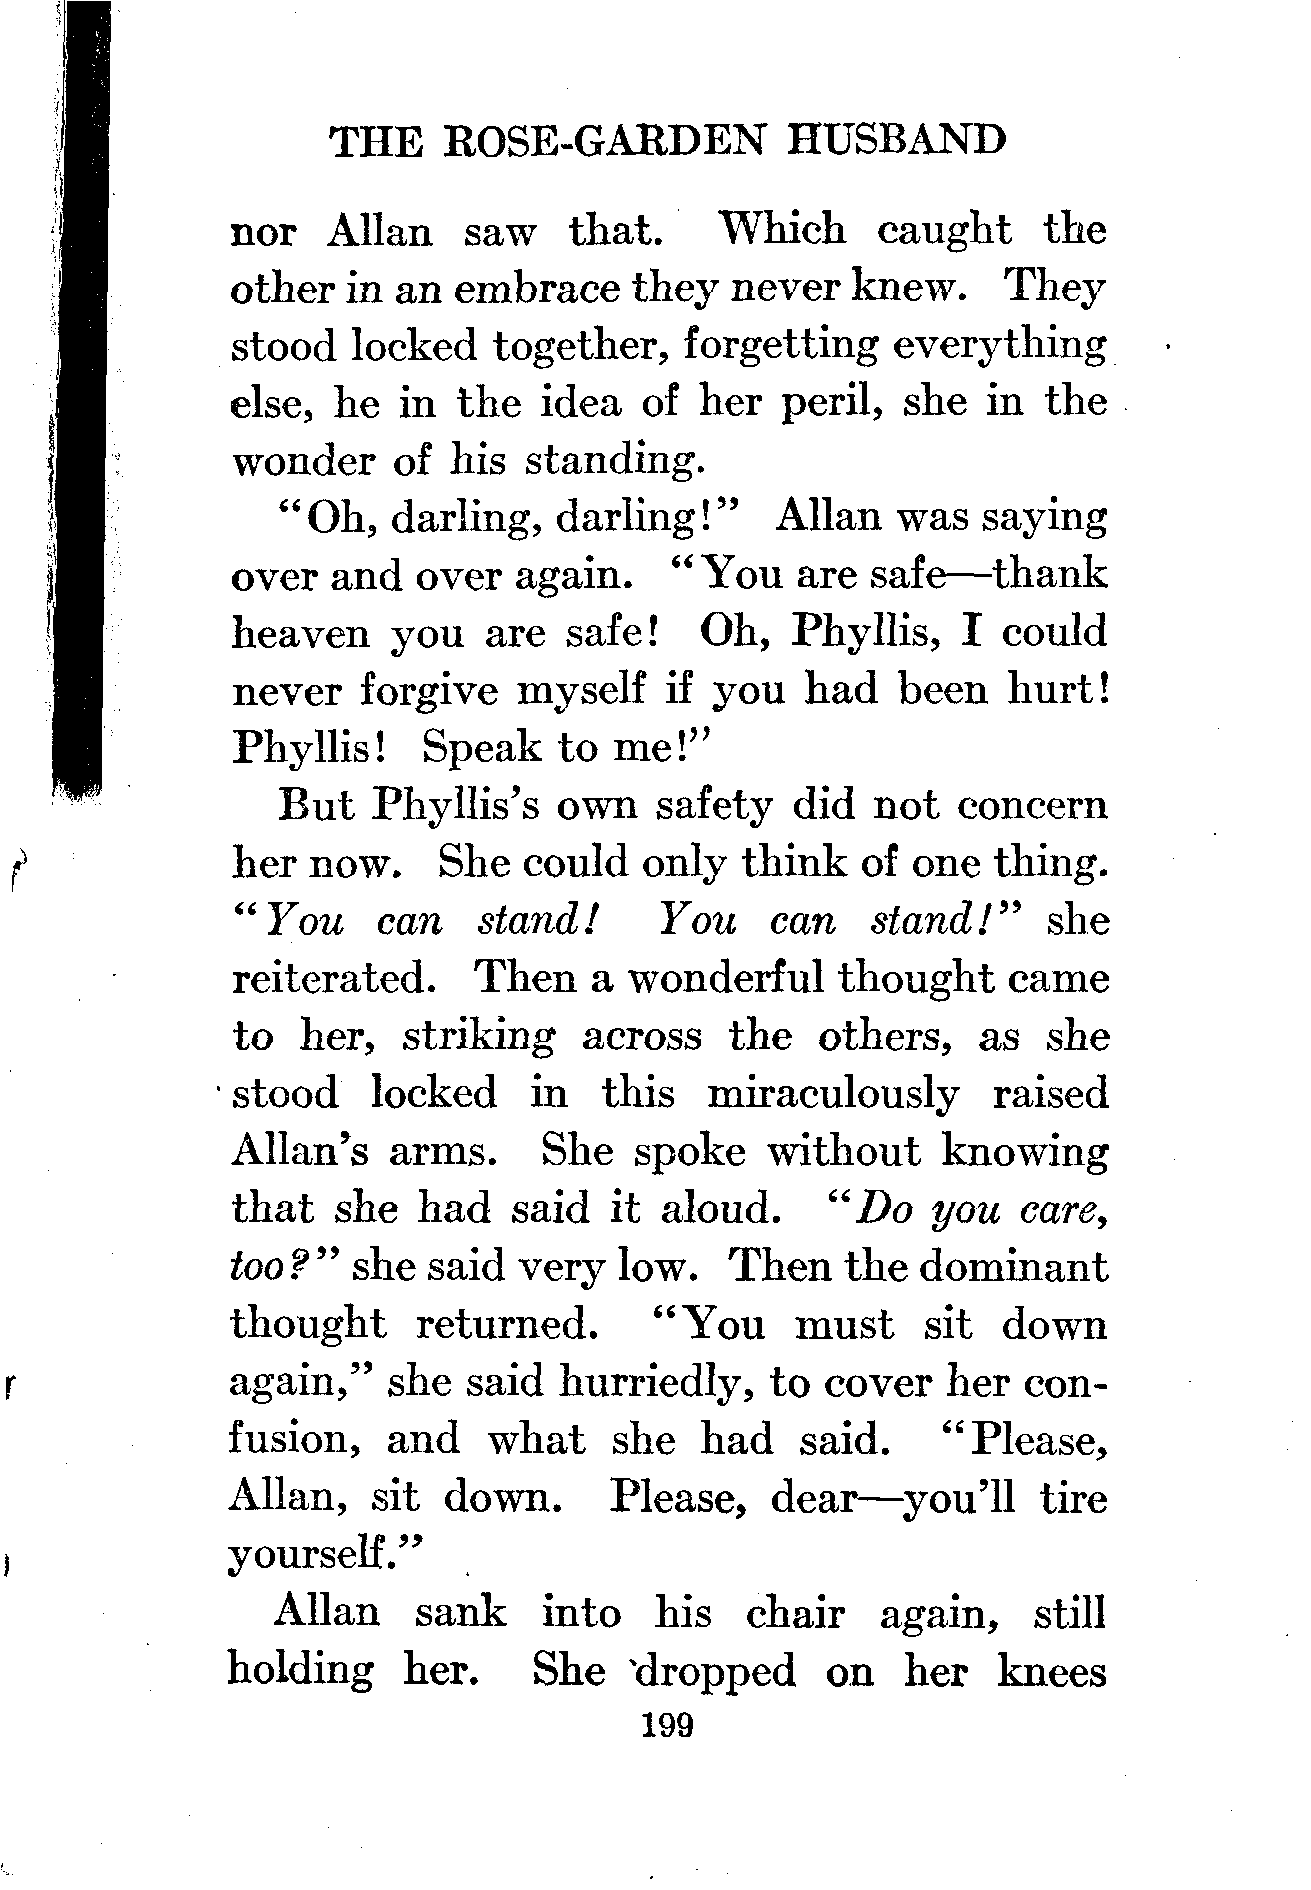 THE ROSE-GARDEN HUSBAND
nor Allan saw that. Which caught the
other in an embrace they never knew. They
stood locked together, forgetting everything
else, he in the idea of her peril, she in the
wonder of his standing.
“Oh, darling, darling!” Allan was saying
over and over again. “You are safe—thank
heaven you are safe! Oh, Phyllis, I could
never forgive myself if you had been hurt!
Phyllis! Speak to me!”
But Phyllis’s own safety did not concern
her now. She could only think of one thing.
“You can stand! You can stand!” she
reiterated. Then a wonderful thought came
to her, striking across the others, as she
stood locked in this miraculously raised
Allan’s arms. She spoke without knowing
that she had said it aloud. “Do you care,
too?” she said very low. Then the dominant
thought returned. “You must sit down
again,” she said hurriedly, to cover her con-
fusion, and what she had said. “Please,
Allan, sit down. Please, dear—you’ll tire
yourself.”
Allan sank into his chair again, still
holding her. She dropped on her knees
199